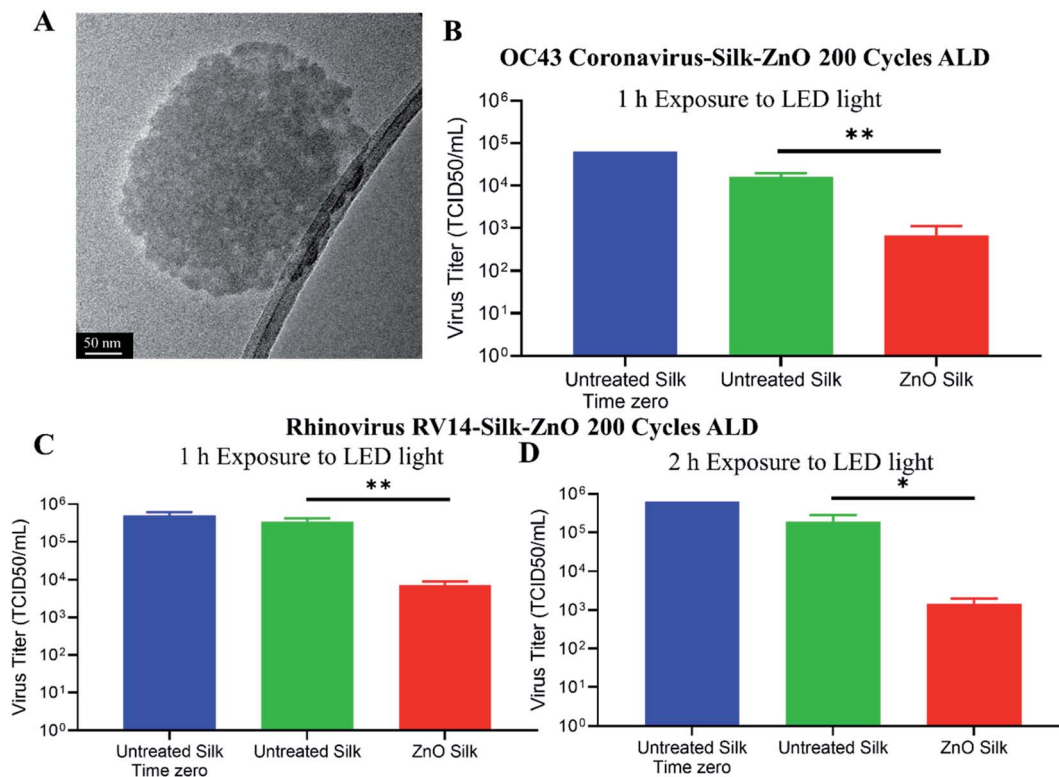 A
50 nm
B
OC43 Coronavirus-Silk-ZnO 200 Cycles ALD
1 h Exposure to LED light
**
Virus Titer (TCID50/mL)
10⁶
10⁵
10⁴
10³
10²
10¹
10⁰
Untreated Silk
Time zero
Untreated Silk
ZnO Silk
Rhinovirus RV14-Silk-ZnO 200 Cycles ALD
C
1 h Exposure to LED light
**
Virus Titer (TCID50/mL)
10⁶
10⁵
10⁴
10³
10²
10¹
10⁰
Untreated Silk
Time zero
Untreated Silk
ZnO Silk
D
2 h Exposure to LED light
*
Virus Titer (TCID50/mL)
10⁶
10⁵
10⁴
10³
10²
10¹
10⁰
Untreated Silk
Time zero
Untreated Silk
ZnO Silk